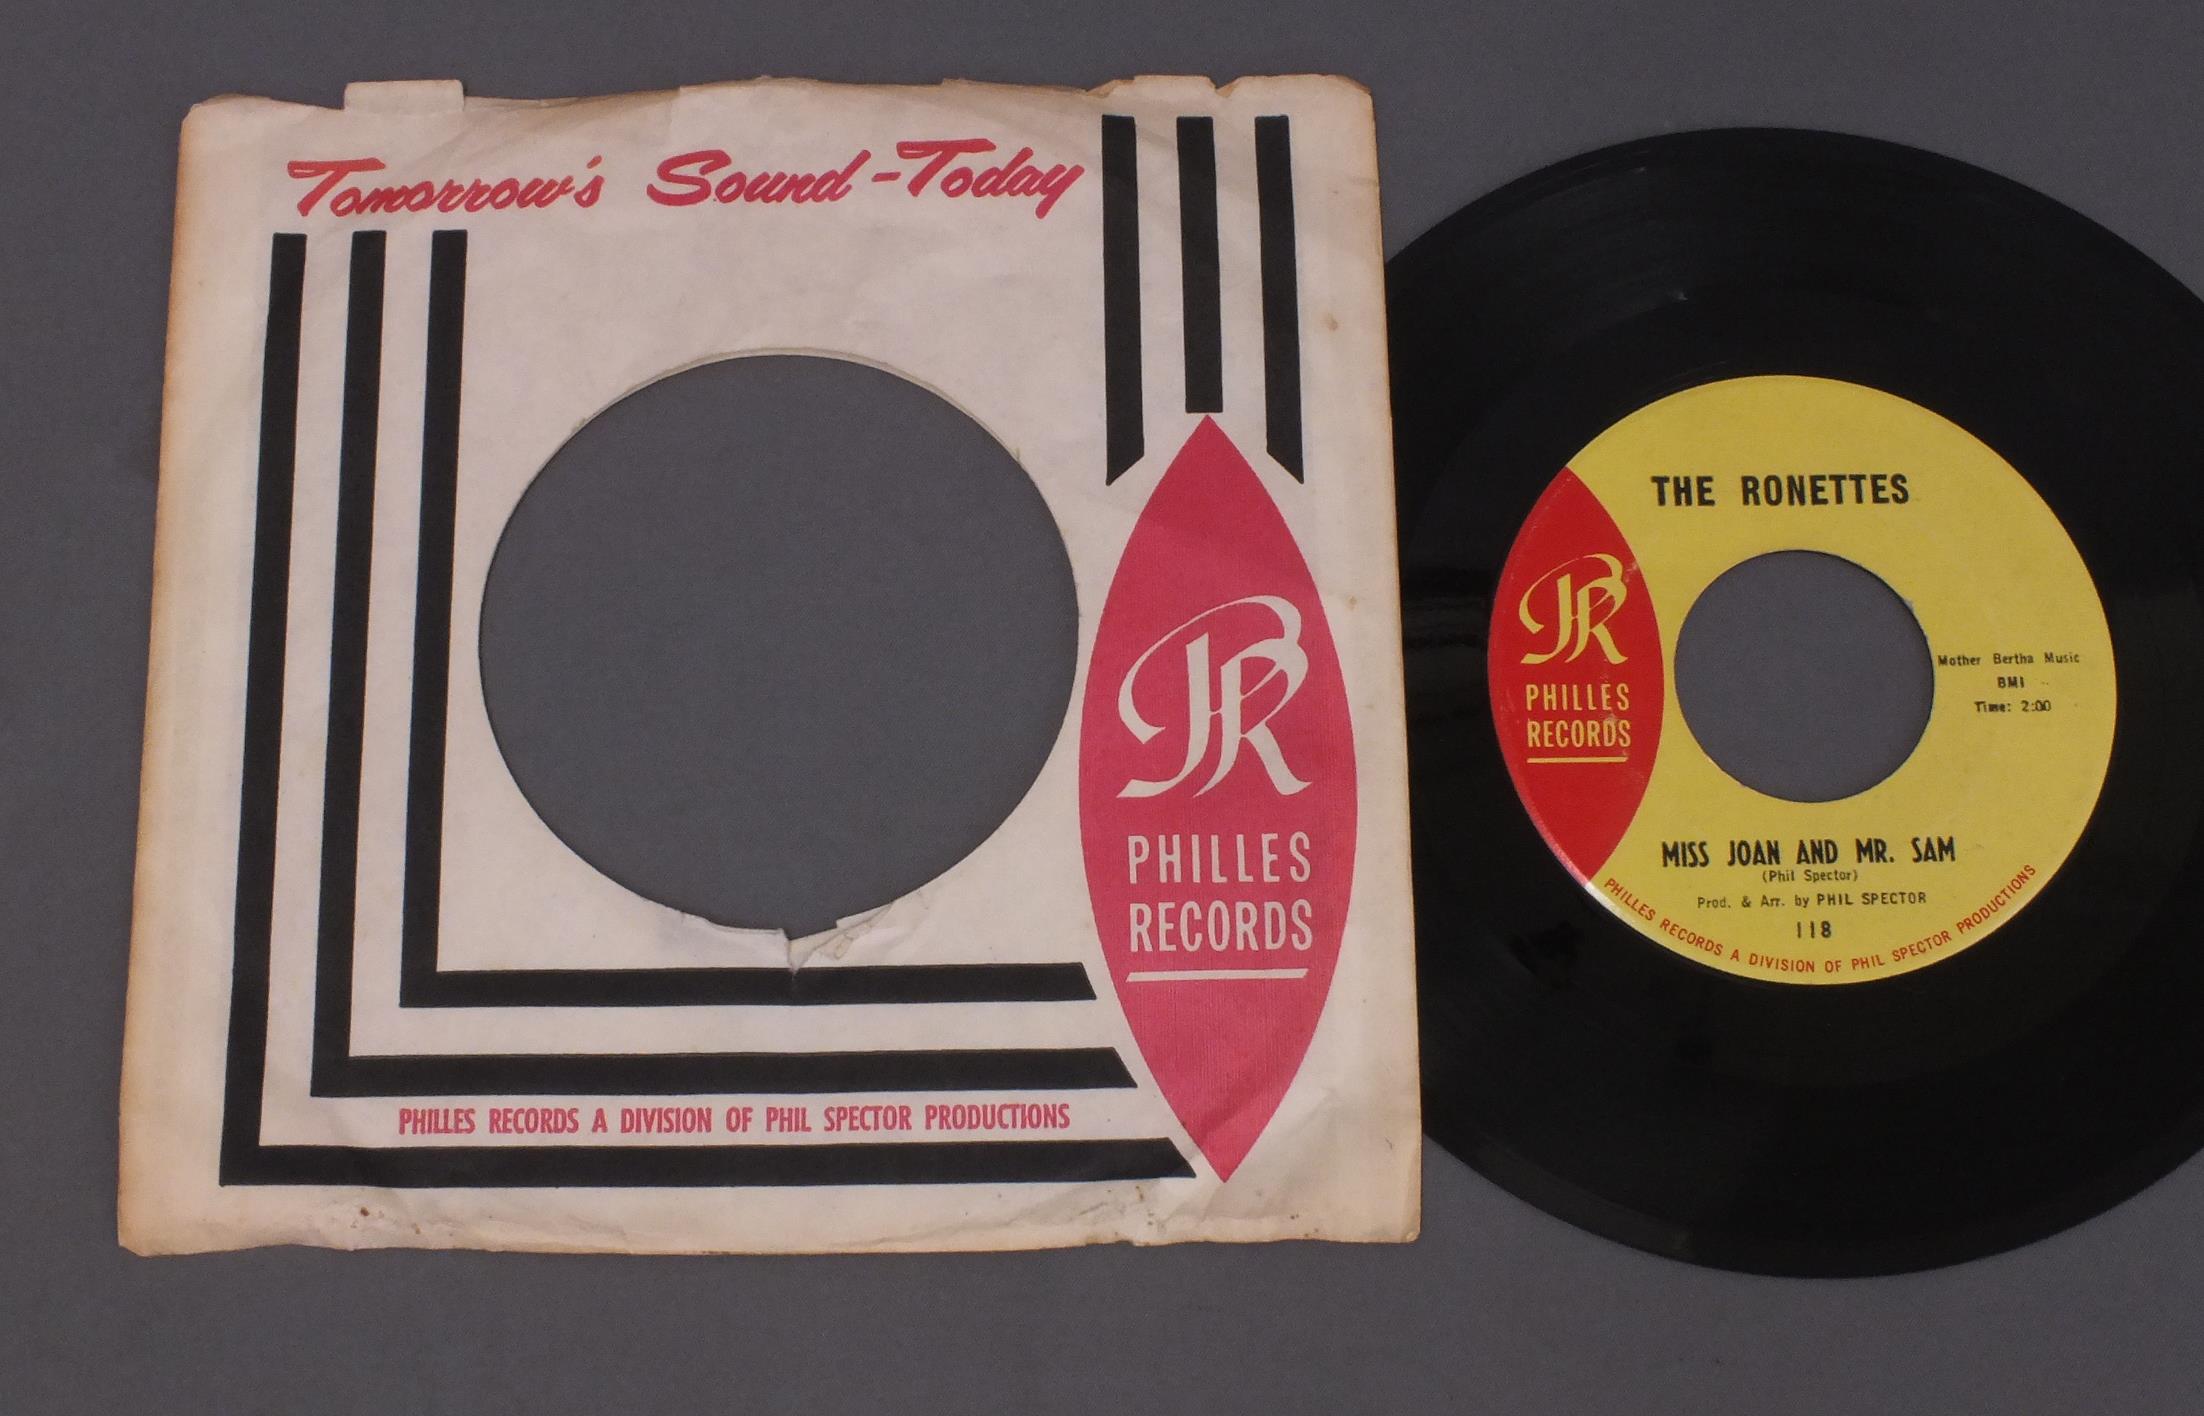 Tomorrow's Sound-Today
PR
PHILLES
RECORDS
PHILLES RECORDS A DIVISION OF PHIL SPECTOR PRODUCTIONS
THE RONETTES
PR
PHILLES
RECORDS
Mother Bertha Music
BMI
Time: 2:00
MISS JOAN AND MR. SAM
(Phil Spector)
Prod. & Arr. by PHIL SPECTOR
118
PHILLES RECORDS A DIVISION OF PHIL SPECTOR PRODUCTIONS